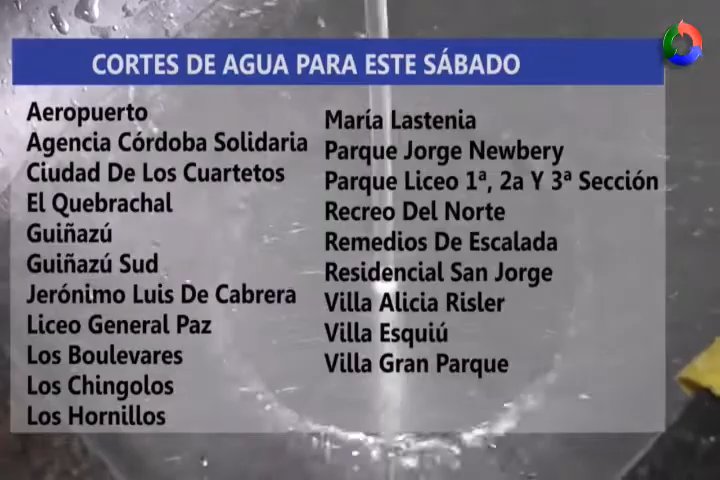 CORTES DE AGUA PARA ESTE SÁBADO
Aeropuerto
Agencia Córdoba Solidaria
Ciudad De Los Cuartetos
El Quebrachal
Guiñazú
Guiñazú Sud
Jerónimo Luis De Cabrera
Liceo General Paz
Los Boulevares
Los Chingolos
Los Hornillos
María Lastenia
Parque Jorge Newbery
Parque Liceo 1ª, 2a Y 3ª Sección
Recreo Del Norte
Remedios De Escalada
Residencial San Jorge
Villa Alicia Risler
Villa Esquiú
Villa Gran Parque